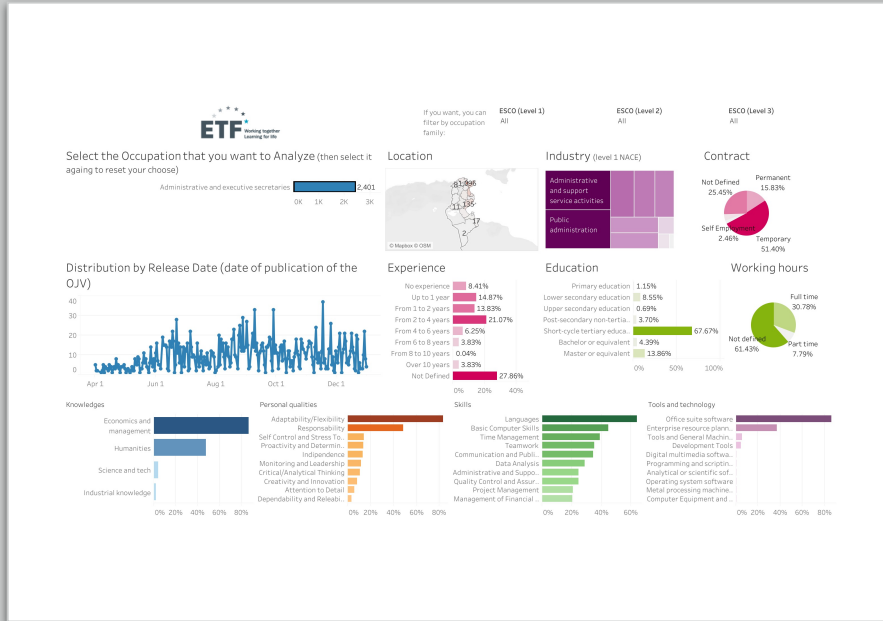 ETF Working together
Learning for life
If you want, you can
filter by occupation
family:
ESCO (Level 1)
All
ESCO (Level 2)
All
ESCO (Level 3)
All
Select the Occupation that you want to Analyze (then select it
againg to reset your choose)
Administrative and executive secretaries 2,401
0K 1K 2K 3K
Location
11
17
2
© Mapbox © OSM
Industry (level 1 NACE)
Administrative
and support
service activities
Public
administration
Contract
Not Defined
25.45%
Permanent
15.83%
2.46%
Temporary
51.40%
Distribution by Release Date (date of publication of the
OJV)
40
30
20
10
0
Apr 1 Jun 1 Aug 1 Oct 1 Dec 1
Experience
No experience 8.41%
Up to 1 year 14.87%
From 1 to 2 years 13.83%
From 2 to 4 years 21.07%
From 4 to 6 years 6.25%
From 6 to 8 years 3.83%
From 8 to 10 years 0.04%
Over 10 years 3.83%
Not Defined 27.86%
0% 20% 40%
Education
Primary education 1.15%
Lower secondary education 8.55%
Upper secondary education 0.69%
Post-secondary non-tertia.. 3.70%
Short-cycle tertiary educa.. 67.67%
Bachelor or equivalent 4.39%
Master or equivalent 13.86%
0% 50% 100%
Working hours
Full time
30.78%
Not defined
61.43%
Part time
7.79%
Knowledges
Economics and
management
Humanities
Science and tech
Industrial knowledge
0% 20% 40% 60% 80%
Personal qualities
Adaptability/Flexibility
Responsability
Self Control and Stress To..
Proactivity and Determin..
Indipendence
Monitoring and Leadership
Critical/Analytical Thinking
Creativity and Innovation
Attention to Detail
Dependability and Releabi..
0% 20% 40% 60% 80%
Skills
Languages
Basic Computer Skills
Time Management
Teamwork
Communication and Publi..
Data Analysis
Administrative and Suppo..
Quality Control and Assur..
Project Management
Management of Financial ..
0% 20% 40% 60%
Tools and technology
Office suite software
Enterprise resource plann..
Tools and General Machin..
Development Tools
Digital multimedia softwa..
Programming and scriptin..
Analytical or scientific sof..
Operating system software
Metal processing machine..
Computer Equipment and ..
0% 20% 40% 60% 80%